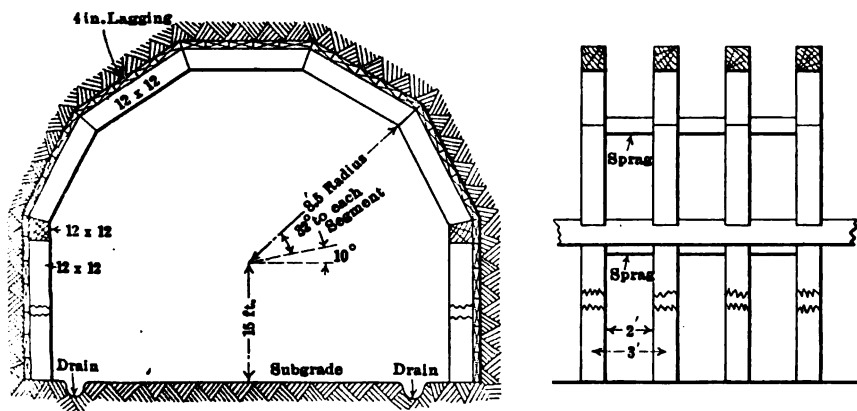 4 in. Lagging
12 x 12
8.5' Radius
32° to each
Segment
10°
12 x 12
12 x 12
15 ft.
Drain
Subgrade
Drain
Sprag
Sprag
2'
3'